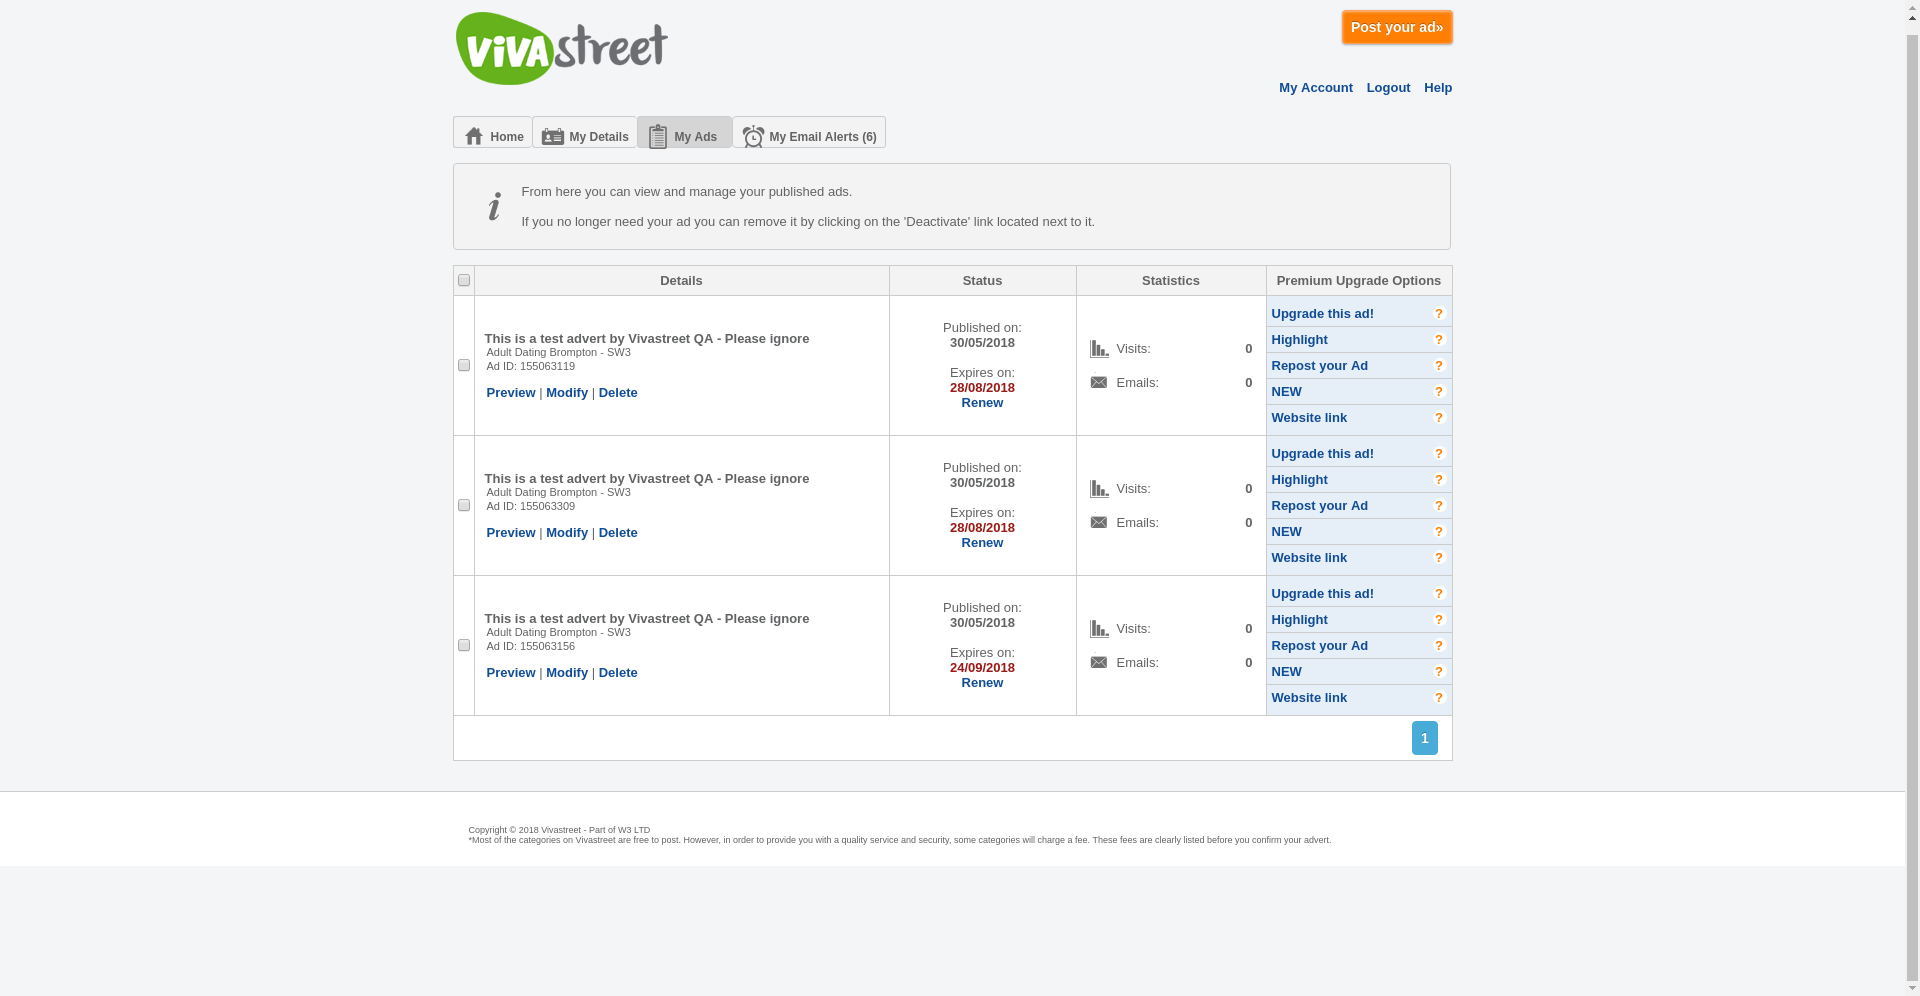 ViVAstreet
Post your ad»
My Account Logout Help
Home My Details My Ads My Email Alerts (6)
i
From here you can view and manage your published ads.
If you no longer need your ad you can remove it by clicking on the 'Deactivate' link located next to it.
Details Status Statistics Premium Upgrade Options
This is a test advert by Vivastreet QA - Please ignore
Adult Dating Brompton - SW3
Ad ID: 155063119
Preview | Modify | Delete
Published on:
30/05/2018
Expires on:
28/08/2018
Renew
Visits: 0
Emails: 0
Upgrade this ad! ?
Highlight ?
Repost your Ad ?
NEW ?
Website link ?
This is a test advert by Vivastreet QA - Please ignore
Adult Dating Brompton - SW3
Ad ID: 155063309
Preview | Modify | Delete
Published on:
30/05/2018
Expires on:
28/08/2018
Renew
Visits: 0
Emails: 0
Upgrade this ad! ?
Highlight ?
Repost your Ad ?
NEW ?
Website link ?
This is a test advert by Vivastreet QA - Please ignore
Adult Dating Brompton - SW3
Ad ID: 155063156
Preview | Modify | Delete
Published on:
30/05/2018
Expires on:
24/09/2018
Renew
Visits: 0
Emails: 0
Upgrade this ad! ?
Highlight ?
Repost your Ad ?
NEW ?
Website link ?
1
Copyright © 2018 Vivastreet - Part of W3 LTD
*Most of the categories on Vivastreet are free to post. However, in order to provide you with a quality service and security, some categories will charge a fee. These fees are clearly listed before you confirm your advert.